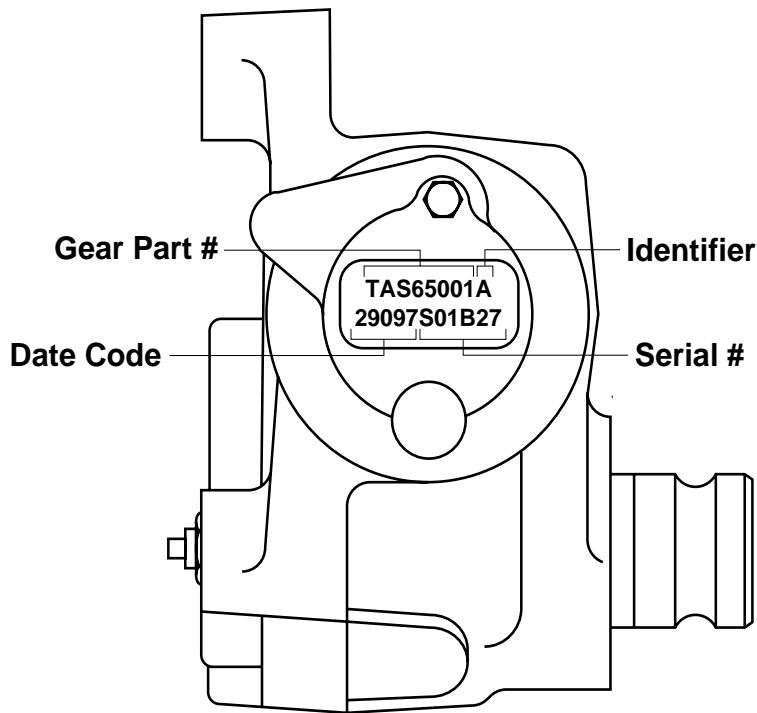 Gear Part #
Identifier
TAS65001A
29097S01B27
Date Code
Serial #